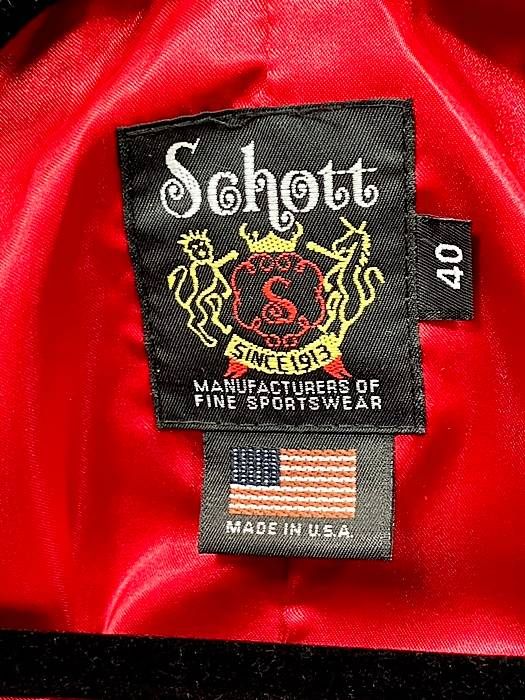 Schott
S
SINCE 1913
MANUFACTURERS OF
FINE SPORTSWEAR
40
MADE IN U.S.A.